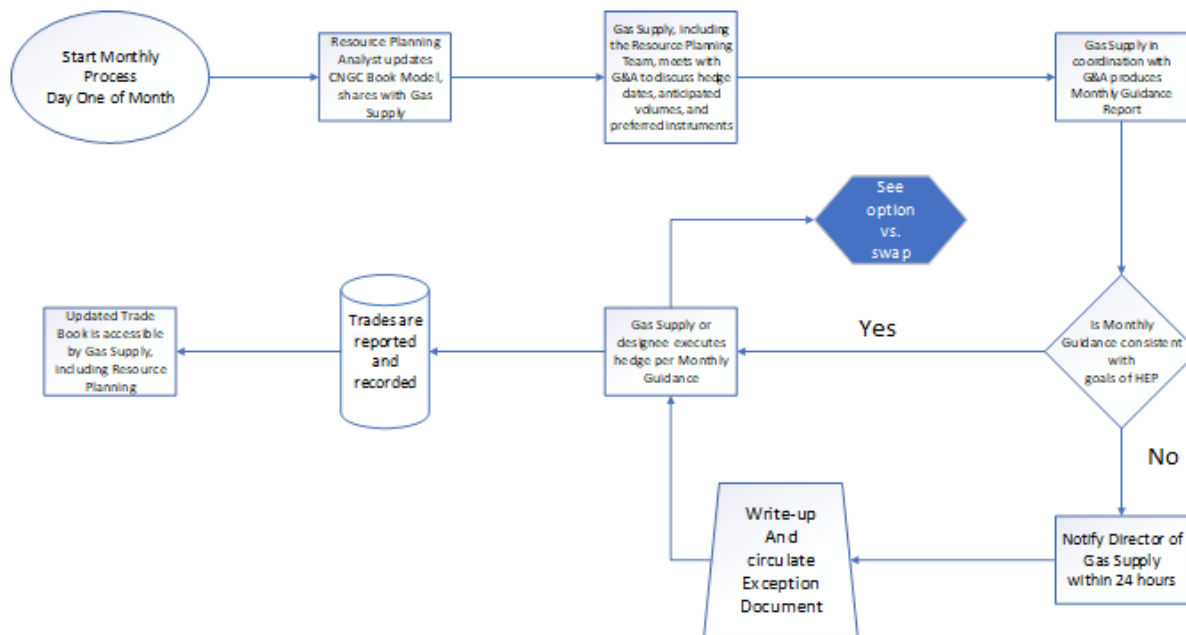 Start Monthly
Process
Day One of Month
Resource Planning
Analyst updates
CNGC Book Model,
shares with Gas
Supply
Gas Supply, including
the Resource Planning
Team, meets with
G&A to discuss hedge
dates, anticipated
volumes, and
preferred instruments
Gas Supply in
coordination with
G&A produces
Monthly Guidance
Report
See
option
vs.
swap
Updated Trade
Book is accessible
by Gas Supply,
including Resource
Planning
Trades are
reported
and
recorded
Gas Supply or
designee executes
hedge per Monthly
Guidance
Yes
Is Monthly
Guidance consistent
with
goals of HEP
No
Write-up
And
circulate
Exception
Document
Notify Director of
Gas Supply
within 24 hours